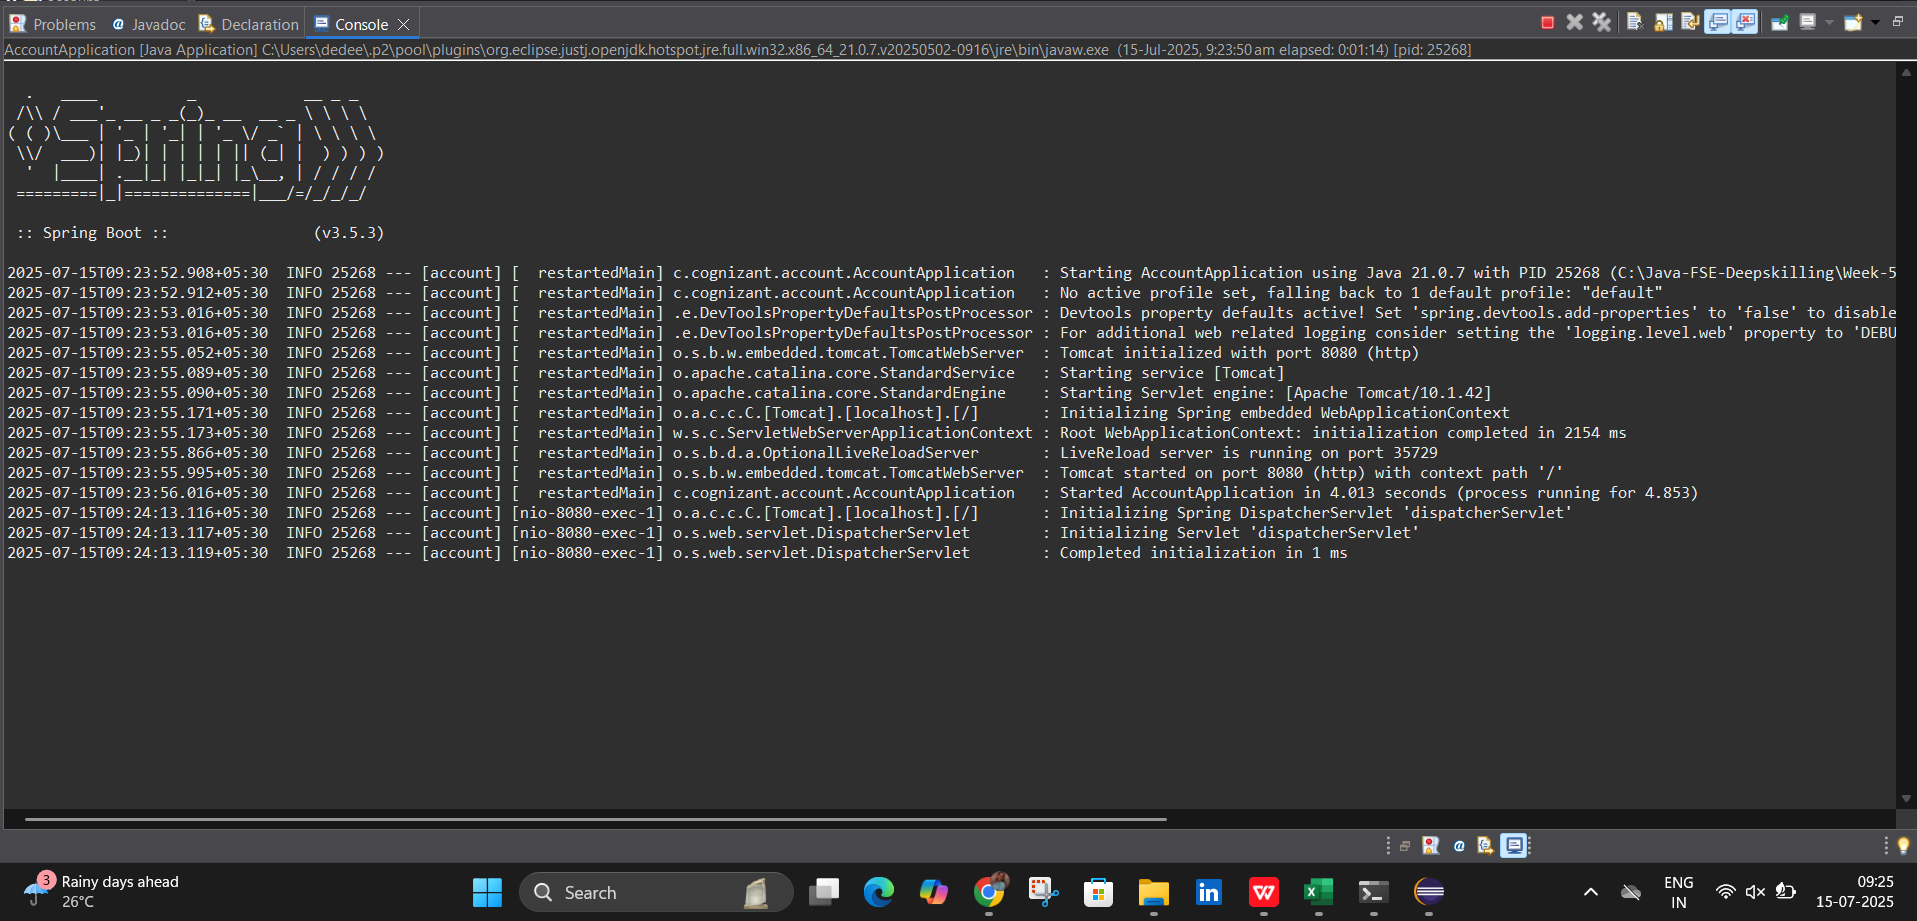 Problems @ Javadoc Declaration Console
AccountApplication [Java Application] C:\Users\dedee\.p2\pool\plugins\org.eclipse.justj.openjdk.hotspot.jre.full.win32.x86_64_21.0.7.v20250502-0916\jre\bin\javaw.exe (15-Jul-2025, 9:23:50 am elapsed: 0:01:14) [pid: 25268]
  .   ____          _            __ _ _
 /\\ / ___'_ __ _ _(_)_ __  __ _ \ \ \ \
( ( )\___ | '_ | '_| | '_ \/ _` | \ \ \ \
 \\/  ___)| |_)| | | | | || (_| |  ) ) ) )
  '  |____| .__|_| |_|_| |_\__, | / / / /
 =========|_|==============|___/=/_/_/_/
 :: Spring Boot ::                (v3.5.3)
2025-07-15T09:23:52.908+05:30  INFO 25268 --- [account] [  restartedMain] c.cognizant.account.AccountApplication   : Starting AccountApplication using Java 21.0.7 with PID 25268 (C:\Java-FSE-Deepskilling\Week-5
2025-07-15T09:23:52.912+05:30  INFO 25268 --- [account] [  restartedMain] c.cognizant.account.AccountApplication   : No active profile set, falling back to 1 default profile: "default"
2025-07-15T09:23:53.016+05:30  INFO 25268 --- [account] [  restartedMain] .e.DevToolsPropertyDefaultsPostProcessor : Devtools property defaults active! Set 'spring.devtools.add-properties' to 'false' to disable
2025-07-15T09:23:53.016+05:30  INFO 25268 --- [account] [  restartedMain] .e.DevToolsPropertyDefaultsPostProcessor : For additional web related logging consider setting the 'logging.level.web' property to 'DEBU
2025-07-15T09:23:55.052+05:30  INFO 25268 --- [account] [  restartedMain] o.s.b.w.embedded.tomcat.TomcatWebServer  : Tomcat initialized with port 8080 (http)
2025-07-15T09:23:55.089+05:30  INFO 25268 --- [account] [  restartedMain] o.apache.catalina.core.StandardService   : Starting service [Tomcat]
2025-07-15T09:23:55.090+05:30  INFO 25268 --- [account] [  restartedMain] o.apache.catalina.core.StandardEngine    : Starting Servlet engine: [Apache Tomcat/10.1.42]
2025-07-15T09:23:55.171+05:30  INFO 25268 --- [account] [  restartedMain] o.a.c.c.C.[Tomcat].[localhost].[/]       : Initializing Spring embedded WebApplicationContext
2025-07-15T09:23:55.173+05:30  INFO 25268 --- [account] [  restartedMain] w.s.c.ServletWebServerApplicationContext : Root WebApplicationContext: initialization completed in 2154 ms
2025-07-15T09:23:55.866+05:30  INFO 25268 --- [account] [  restartedMain] o.s.b.d.a.OptionalLiveReloadServer       : LiveReload server is running on port 35729
2025-07-15T09:23:55.995+05:30  INFO 25268 --- [account] [  restartedMain] o.s.b.w.embedded.tomcat.TomcatWebServer  : Tomcat started on port 8080 (http) with context path '/'
2025-07-15T09:23:56.016+05:30  INFO 25268 --- [account] [  restartedMain] c.cognizant.account.AccountApplication   : Started AccountApplication in 4.013 seconds (process running for 4.853)
2025-07-15T09:24:13.116+05:30  INFO 25268 --- [account] [nio-8080-exec-1] o.a.c.c.C.[Tomcat].[localhost].[/]       : Initializing Spring DispatcherServlet 'dispatcherServlet'
2025-07-15T09:24:13.117+05:30  INFO 25268 --- [account] [nio-8080-exec-1] o.s.web.servlet.DispatcherServlet        : Initializing Servlet 'dispatcherServlet'
2025-07-15T09:24:13.119+05:30  INFO 25268 --- [account] [nio-8080-exec-1] o.s.web.servlet.DispatcherServlet        : Completed initialization in 1 ms
3 Rainy days ahead
26°C
Search
ENG
IN
09:25
15-07-2025